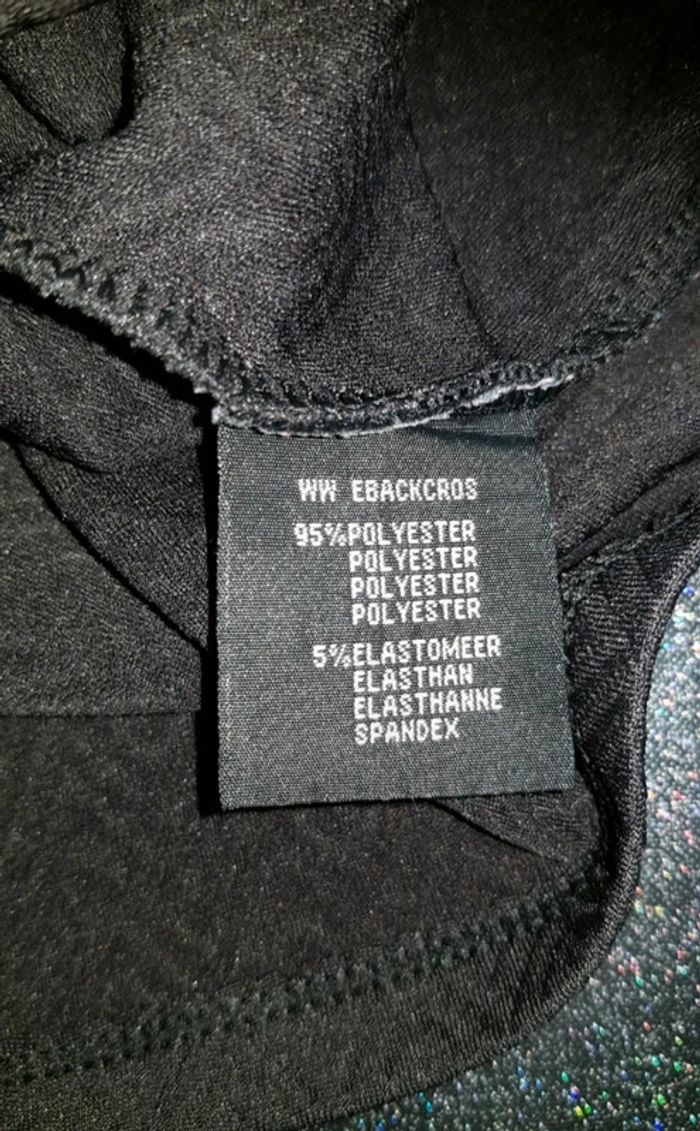 WW EBACKCROS
95%POLYESTER
POLYESTER
POLYESTER
POLYESTER
5%ELASTOMEER
ELASTHAN
ELASTHANNE
SPANDEX